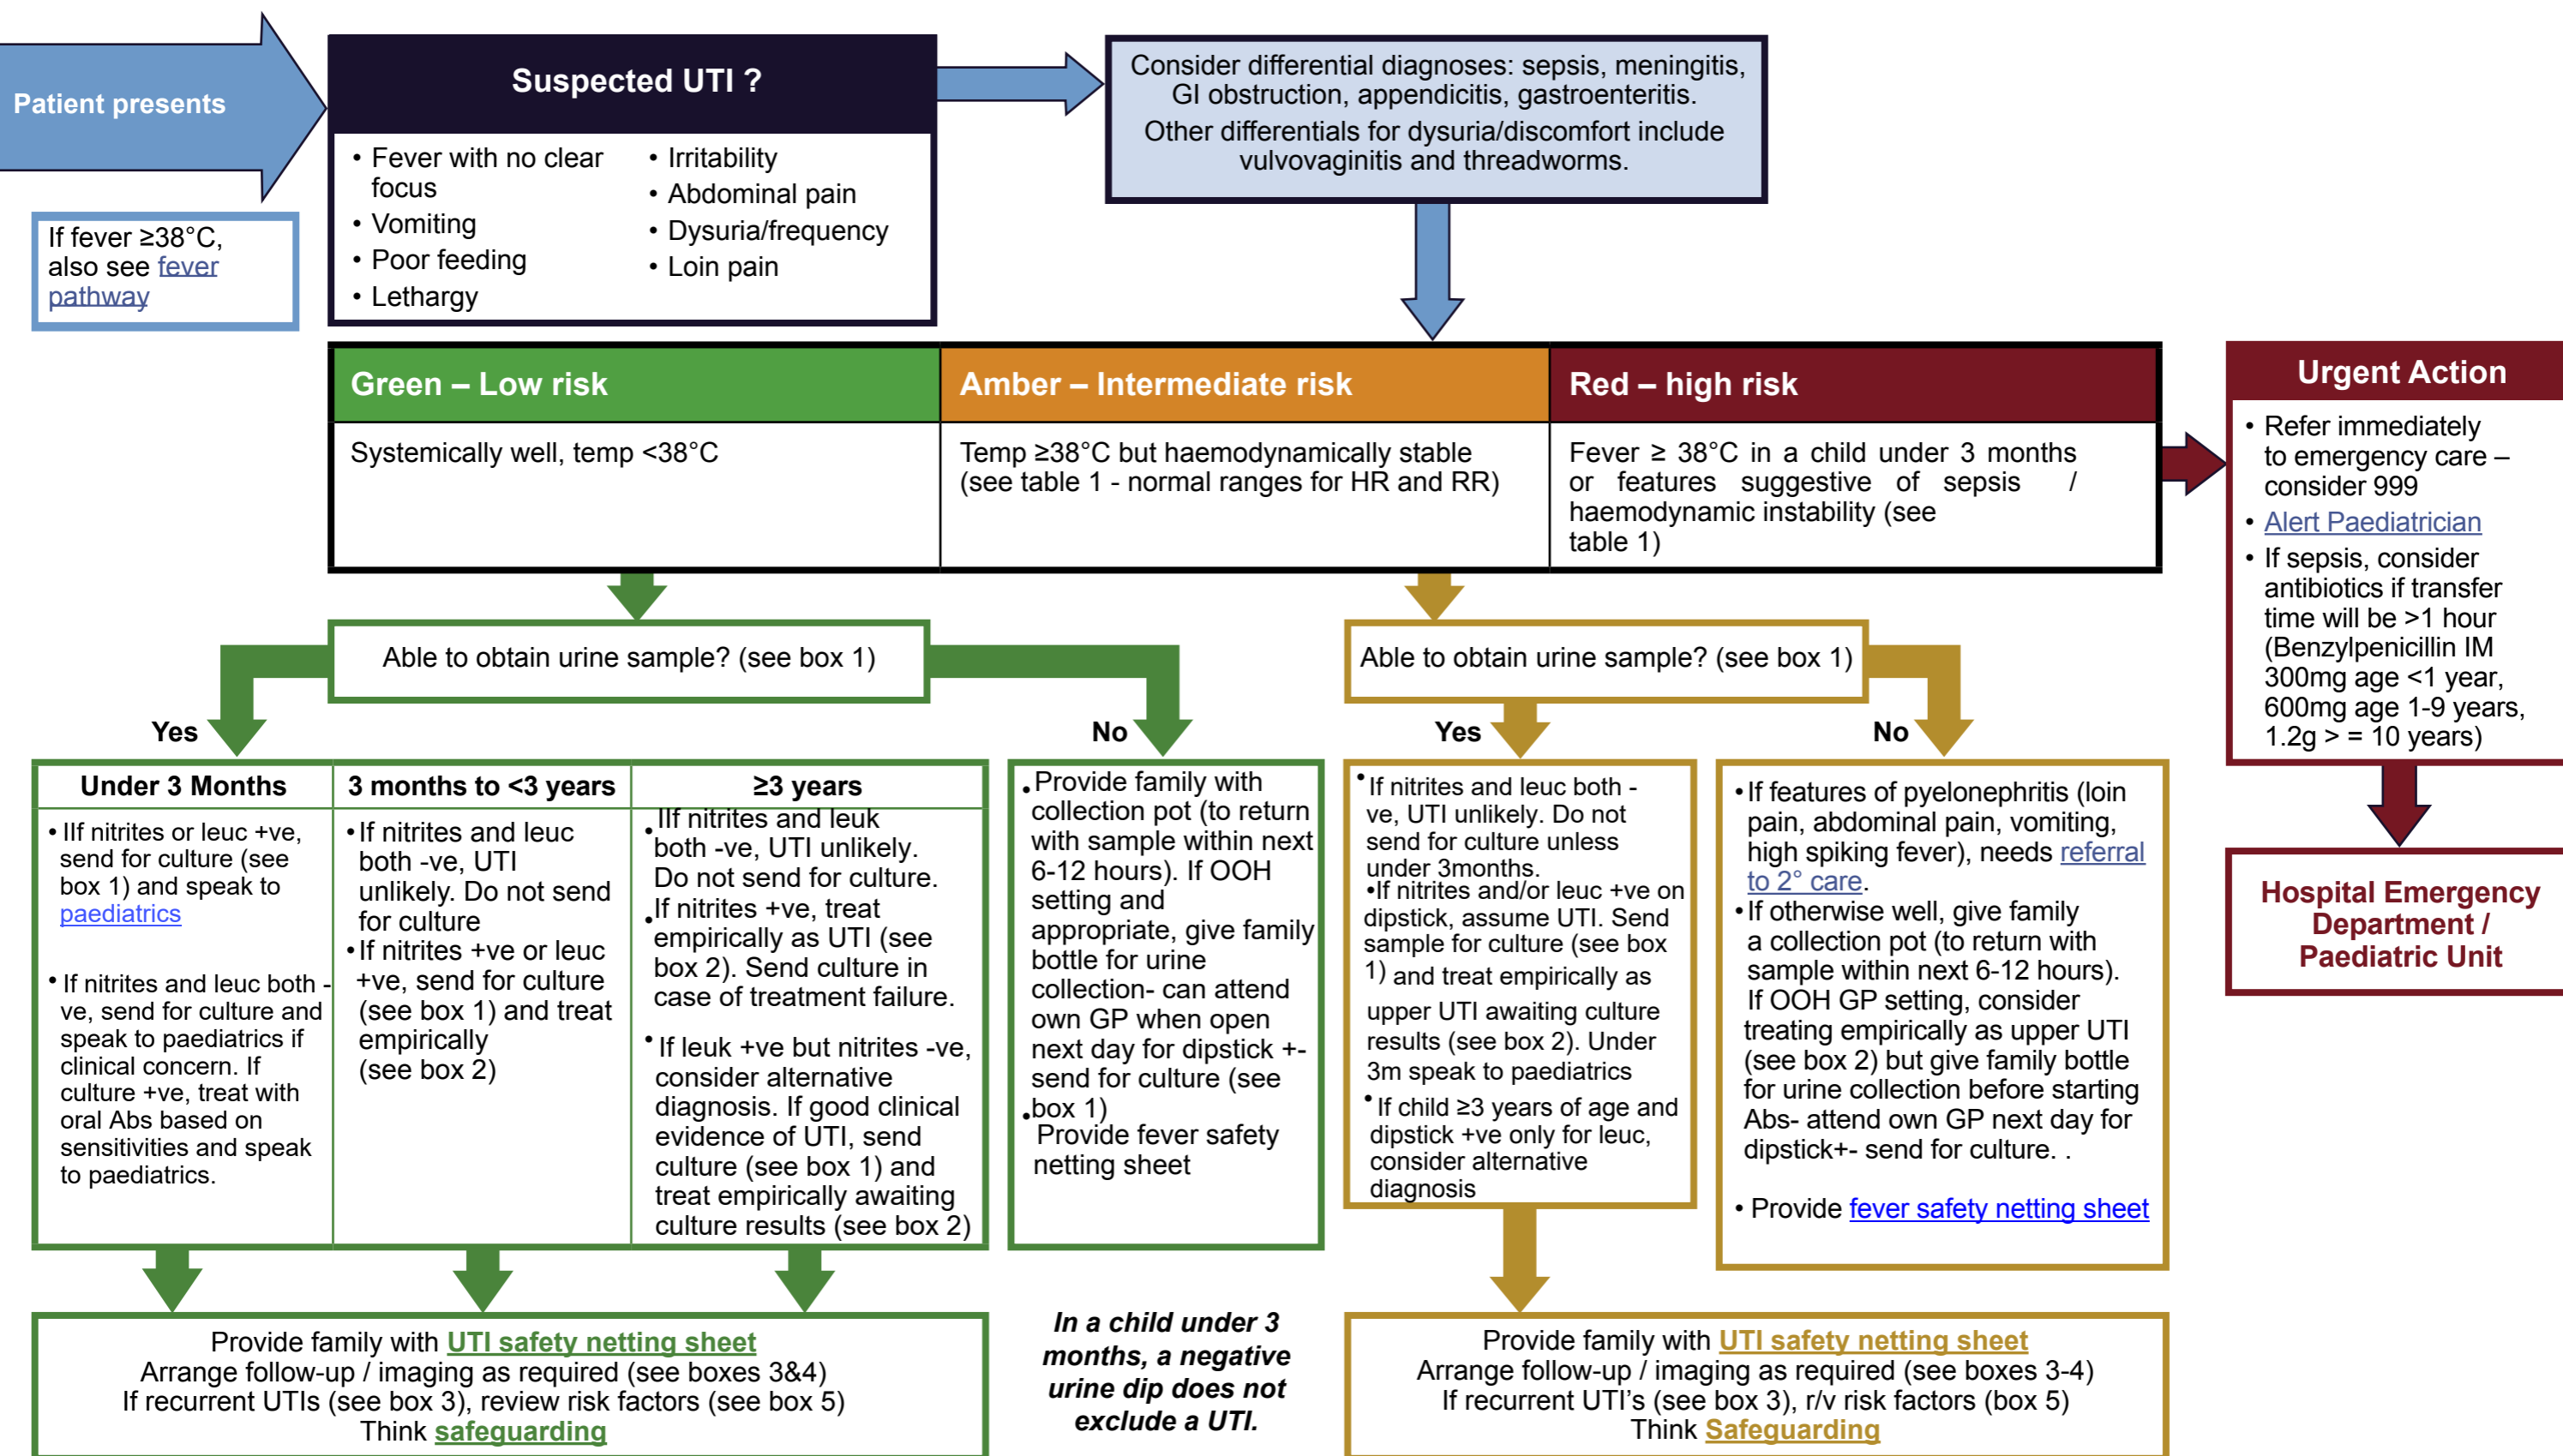 Patient presents
If fever ≥38°C,
also see fever
pathway
Suspected UTI ?
• Fever with no clear
focus
• Vomiting
• Poor feeding
• Lethargy
• Irritability
• Abdominal pain
• Dysuria/frequency
• Loin pain
Consider differential diagnoses: sepsis, meningitis,
GI obstruction, appendicitis, gastroenteritis.
Other differentials for dysuria/discomfort include
vulvovaginitis and threadworms.
Green – Low risk
Systemically well, temp <38°C
Amber – Intermediate risk
Temp ≥38°C but haemodynamically stable
(see table 1 - normal ranges for HR and RR)
Red – high risk
Fever ≥ 38°C in a child under 3 months
or features suggestive of sepsis /
haemodynamic instability (see
table 1)
Urgent Action
• Refer immediately
to emergency care –
consider 999
• Alert Paediatrician
• If sepsis, consider
antibiotics if transfer
time will be >1 hour
(Benzylpenicillin IM
300mg age <1 year,
600mg age 1-9 years,
1.2g > = 10 years)
Hospital Emergency
Department /
Paediatric Unit
Able to obtain urine sample? (see box 1)
Yes
No
Under 3 Months
• IIf nitrites or leuc +ve,
send for culture (see
box 1) and speak to
paediatrics
• If nitrites and leuc both -
ve, send for culture and
speak to paediatrics if
clinical concern. If
culture +ve, treat with
oral Abs based on
sensitivities and speak
to paediatrics.
3 months to <3 years
• If nitrites and leuc
both -ve, UTI
unlikely. Do not send
for culture
• If nitrites +ve or leuc
+ve, send for culture
(see box 1) and treat
empirically
(see box 2)
≥3 years
• IIf nitrites and leuk
both -ve, UTI unlikely.
Do not send for culture.
• If nitrites +ve, treat
empirically as UTI (see
box 2). Send culture in
case of treatment failure.
• If leuk +ve but nitrites -ve,
consider alternative
diagnosis. If good clinical
evidence of UTI, send
culture (see box 1) and
treat empirically awaiting
culture results (see box 2)
• Provide family with
collection pot (to return
with sample within next
6-12 hours). If OOH
setting and
appropriate, give family
bottle for urine
collection- can attend
own GP when open
next day for dipstick +-
send for culture (see
box 1)
• Provide fever safety
netting sheet
Able to obtain urine sample? (see box 1)
Yes
No
• If nitrites and leuc both -
ve, UTI unlikely. Do not
send for culture unless
under 3months.
• If nitrites and/or leuc +ve on
dipstick, assume UTI. Send
sample for culture (see box
1) and treat empirically as
upper UTI awaiting culture
results (see box 2). Under
3m speak to paediatrics
• If child ≥3 years of age and
dipstick +ve only for leuc,
consider alternative
diagnosis
• If features of pyelonephritis (loin
pain, abdominal pain, vomiting,
high spiking fever), needs referral
to 2° care.
• If otherwise well, give family
a collection pot (to return with
sample within next 6-12 hours).
If OOH GP setting, consider
treating empirically as upper UTI
(see box 2) but give family bottle
for urine collection before starting
Abs- attend own GP next day for
dipstick+- send for culture. .
• Provide fever safety netting sheet
Provide family with UTI safety netting sheet
Arrange follow-up / imaging as required (see boxes 3&4)
If recurrent UTIs (see box 3), review risk factors (see box 5)
Think safeguarding
In a child under 3
months, a negative
urine dip does not
exclude a UTI.
Provide family with UTI safety netting sheet
Arrange follow-up / imaging as required (see boxes 3-4)
If recurrent UTI's (see box 3), r/v risk factors (box 5)
Think Safeguarding